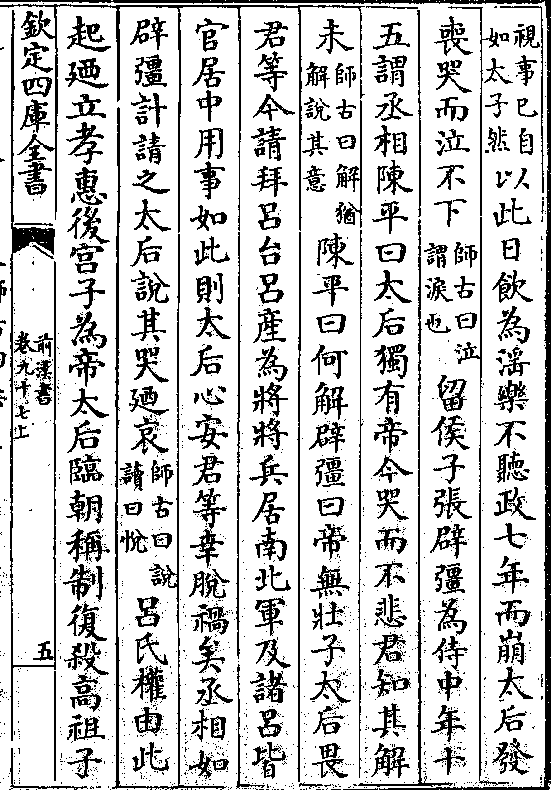 視事已自如太子然以此日飲為滛樂不聽政七年而崩太后發
喪哭而泣不下師古曰泣謂淚也留侯子張辟彊為侍中年十
五謂丞相陳平曰太后獨有帝今哭而不悲君知其解
未師古曰解猶解說其意陳平曰何解辟彊曰帝無壯子太后畏
君等今請拜呂台呂產為將將兵居南北軍及諸呂皆
官居中用事如此則太后心安君等幸脫禍矣丞相如
辟彊計請之太后說其哭廼哀師古曰說讀曰悅呂氏權由此
起廼立孝惠後宮子為帝太后臨朝稱制復殺高祖子
欽定四庫全書
前漢書
卷九十七上
五